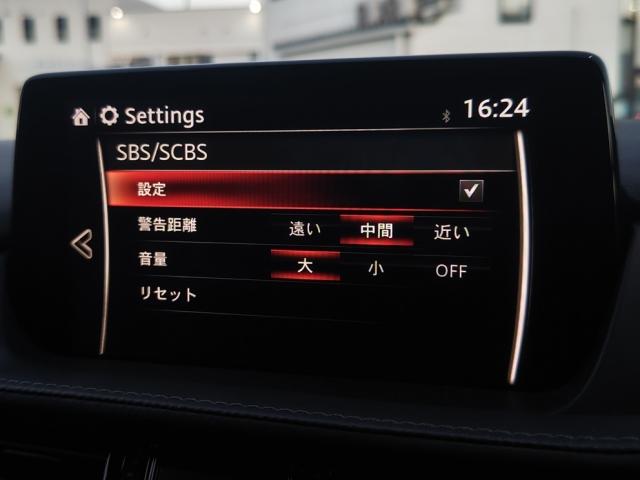 Settings 16:24
SBS/SCBS
設定
警告距離 遠い 中間 近い
音量 大 小 OFF
リセット